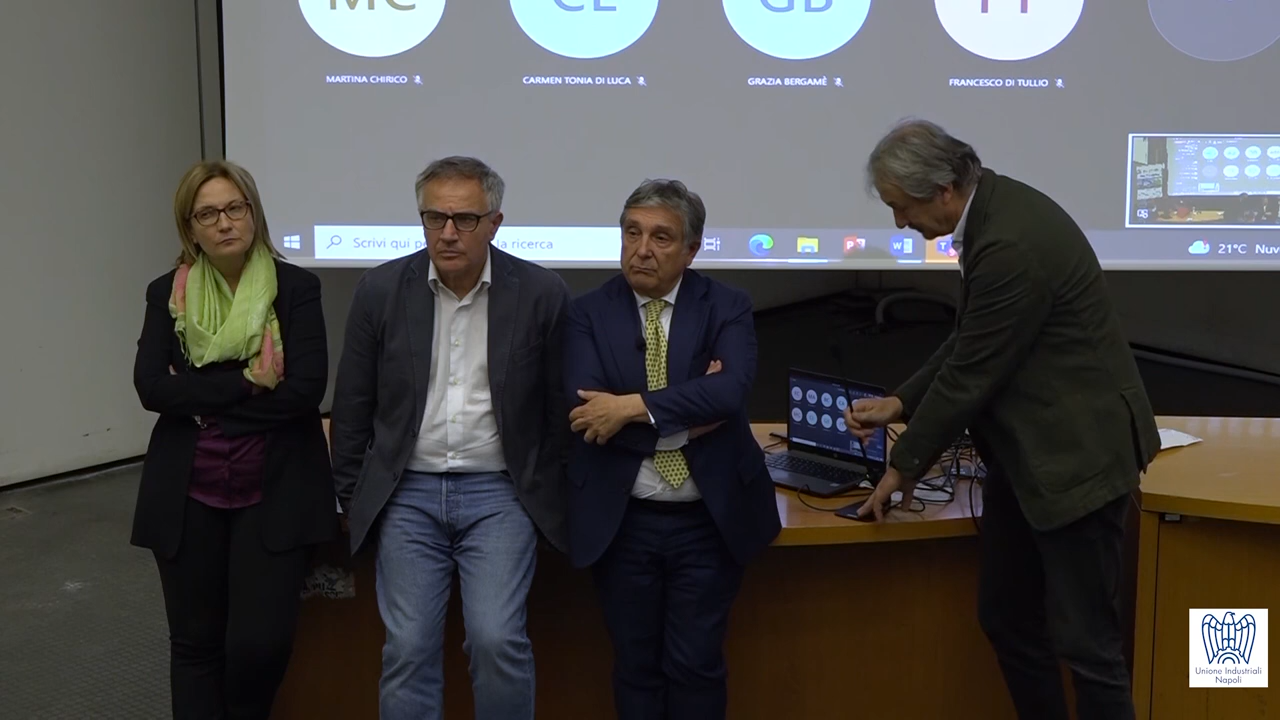 MC
CL
GB
MARTINA CHIRICO
CARMEN TONIA DI LUCA
GRAZIA BERGAMÈ
FRANCESCO DI TULLIO
Scrivi qui la ricerca
21°C
Unione Industriali
Napoli